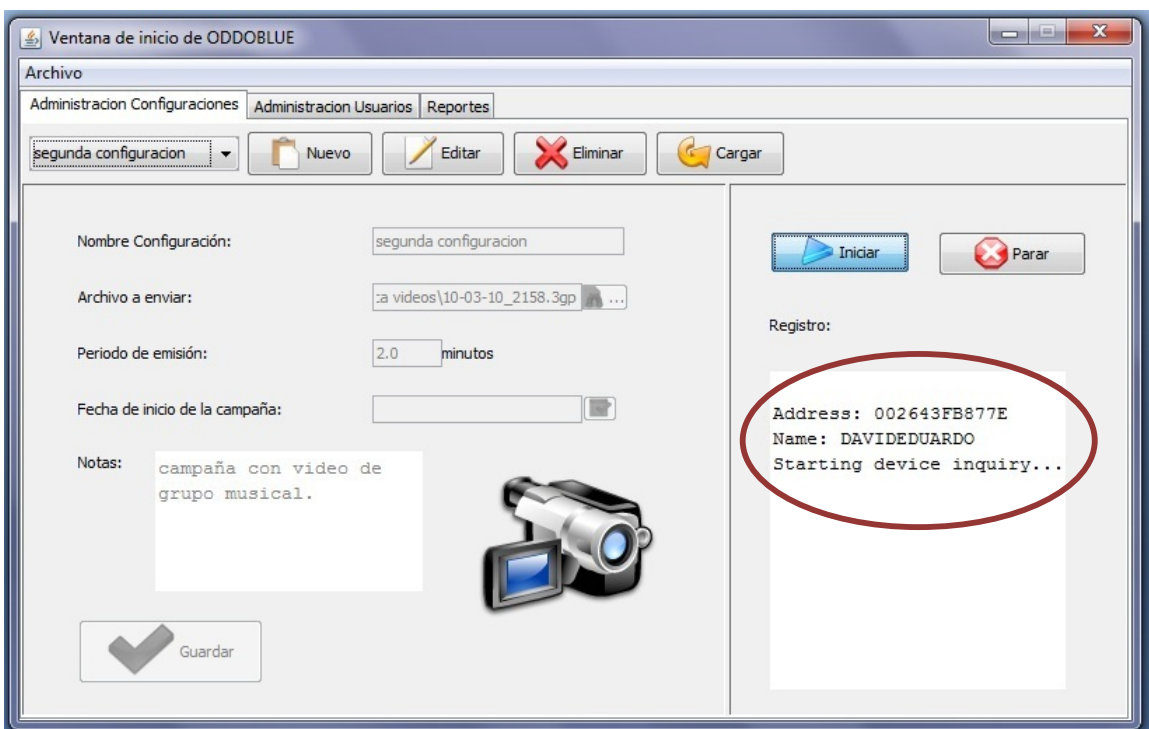 Ventana de inicio de ODDOBLUE
Archivo
Administracion Configuraciones Administracion Usuarios Reportes
segunda configuracion Nuevo Editar Eliminar Cargar
Nombre Configuración: segunda configuracion
Archivo a enviar: :a videos\10-03-10_2158.3gp ...
Periodo de emisión: 2.0 minutos
Fecha de inicio de la campaña:
Notas: campaña con video de
grupo musical.
Guardar
Iniciar Parar
Registro:
Address: 002643FB877E
Name: DAVIDEDUARDO
Starting device inquiry...